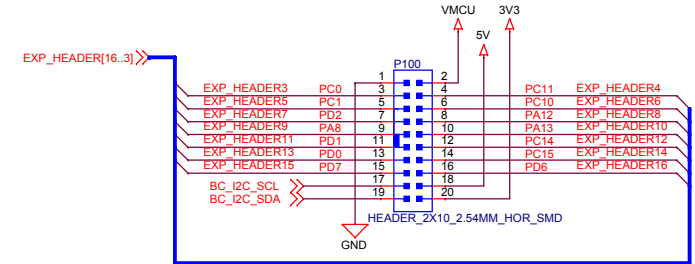 VMCU 3V3
5V
EXP_HEADER[16..3]
P100
1 2
EXP_HEADER3 PC0 3 4 PC11 EXP_HEADER4
EXP_HEADER5 PC1 5 6 PC10 EXP_HEADER6
EXP_HEADER7 PD2 7 8 PA12 EXP_HEADER8
EXP_HEADER9 PA8 9 10 PA13 EXP_HEADER10
EXP_HEADER11 PD1 11 12 PC14 EXP_HEADER12
EXP_HEADER13 PD0 13 14 PC15 EXP_HEADER14
EXP_HEADER15 PD7 15 16 PD6 EXP_HEADER16
BC_I2C_SCL 17 18
BC_I2C_SDA 19 20
HEADER_2X10_2.54MM_HOR_SMD
GND